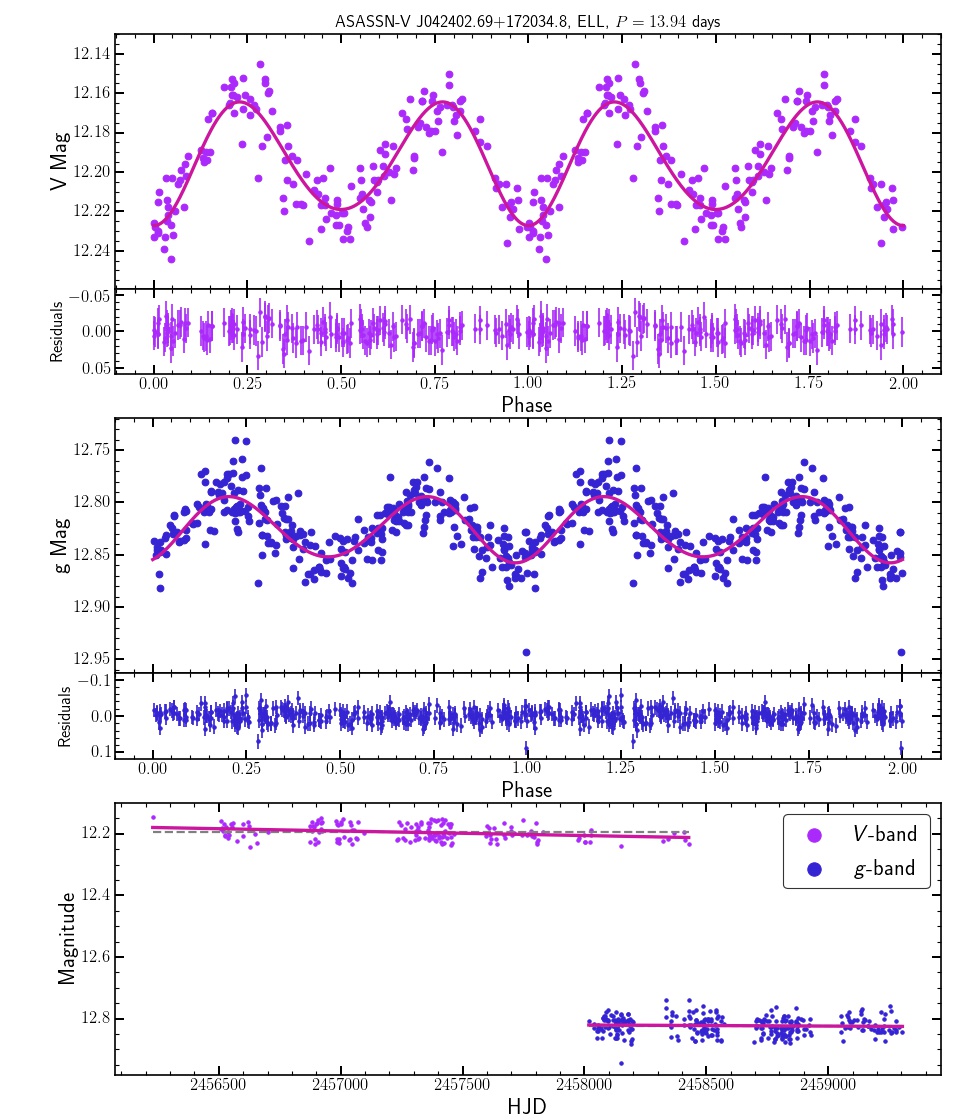 ASASSN-V J042402.69+172034.8, ELL, P = 13.94 days
12.14
12.16
12.18
12.20
12.22
12.24
V Mag
−0.05
0.00
0.05
Residuals
0.00 0.25 0.50 0.75 1.00 1.25 1.50 1.75 2.00
Phase
12.75
12.80
12.85
12.90
12.95
g Mag
−0.1
0.0
0.1
Residuals
0.00 0.25 0.50 0.75 1.00 1.25 1.50 1.75 2.00
Phase
12.2
12.4
12.6
12.8
Magnitude
V-band
g-band
2456500 2457000 2457500 2458000 2458500 2459000
HJD